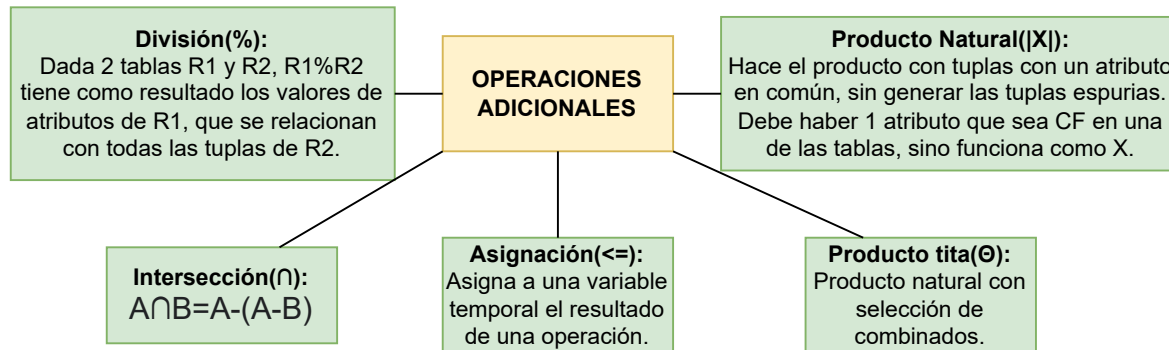 División(%):
Dada 2 tablas R1 y R2, R1%R2
tiene como resultado los valores de
atributos de R1, que se relacionan
con todas las tuplas de R2.
OPERACIONES
ADICIONALES
Producto Natural(|X|):
Hace el producto con tuplas con un atributo
en común, sin generar las tuplas espurias.
Debe haber 1 atributo que sea CF en una
de las tablas, sino funciona como X.
Intersección(∩):
A∩B=A-(A-B)
Asignación(<=):
Asigna a una variable
temporal el resultado
de una operación.
Producto tita(Θ):
Producto natural con
selección de
combinados.